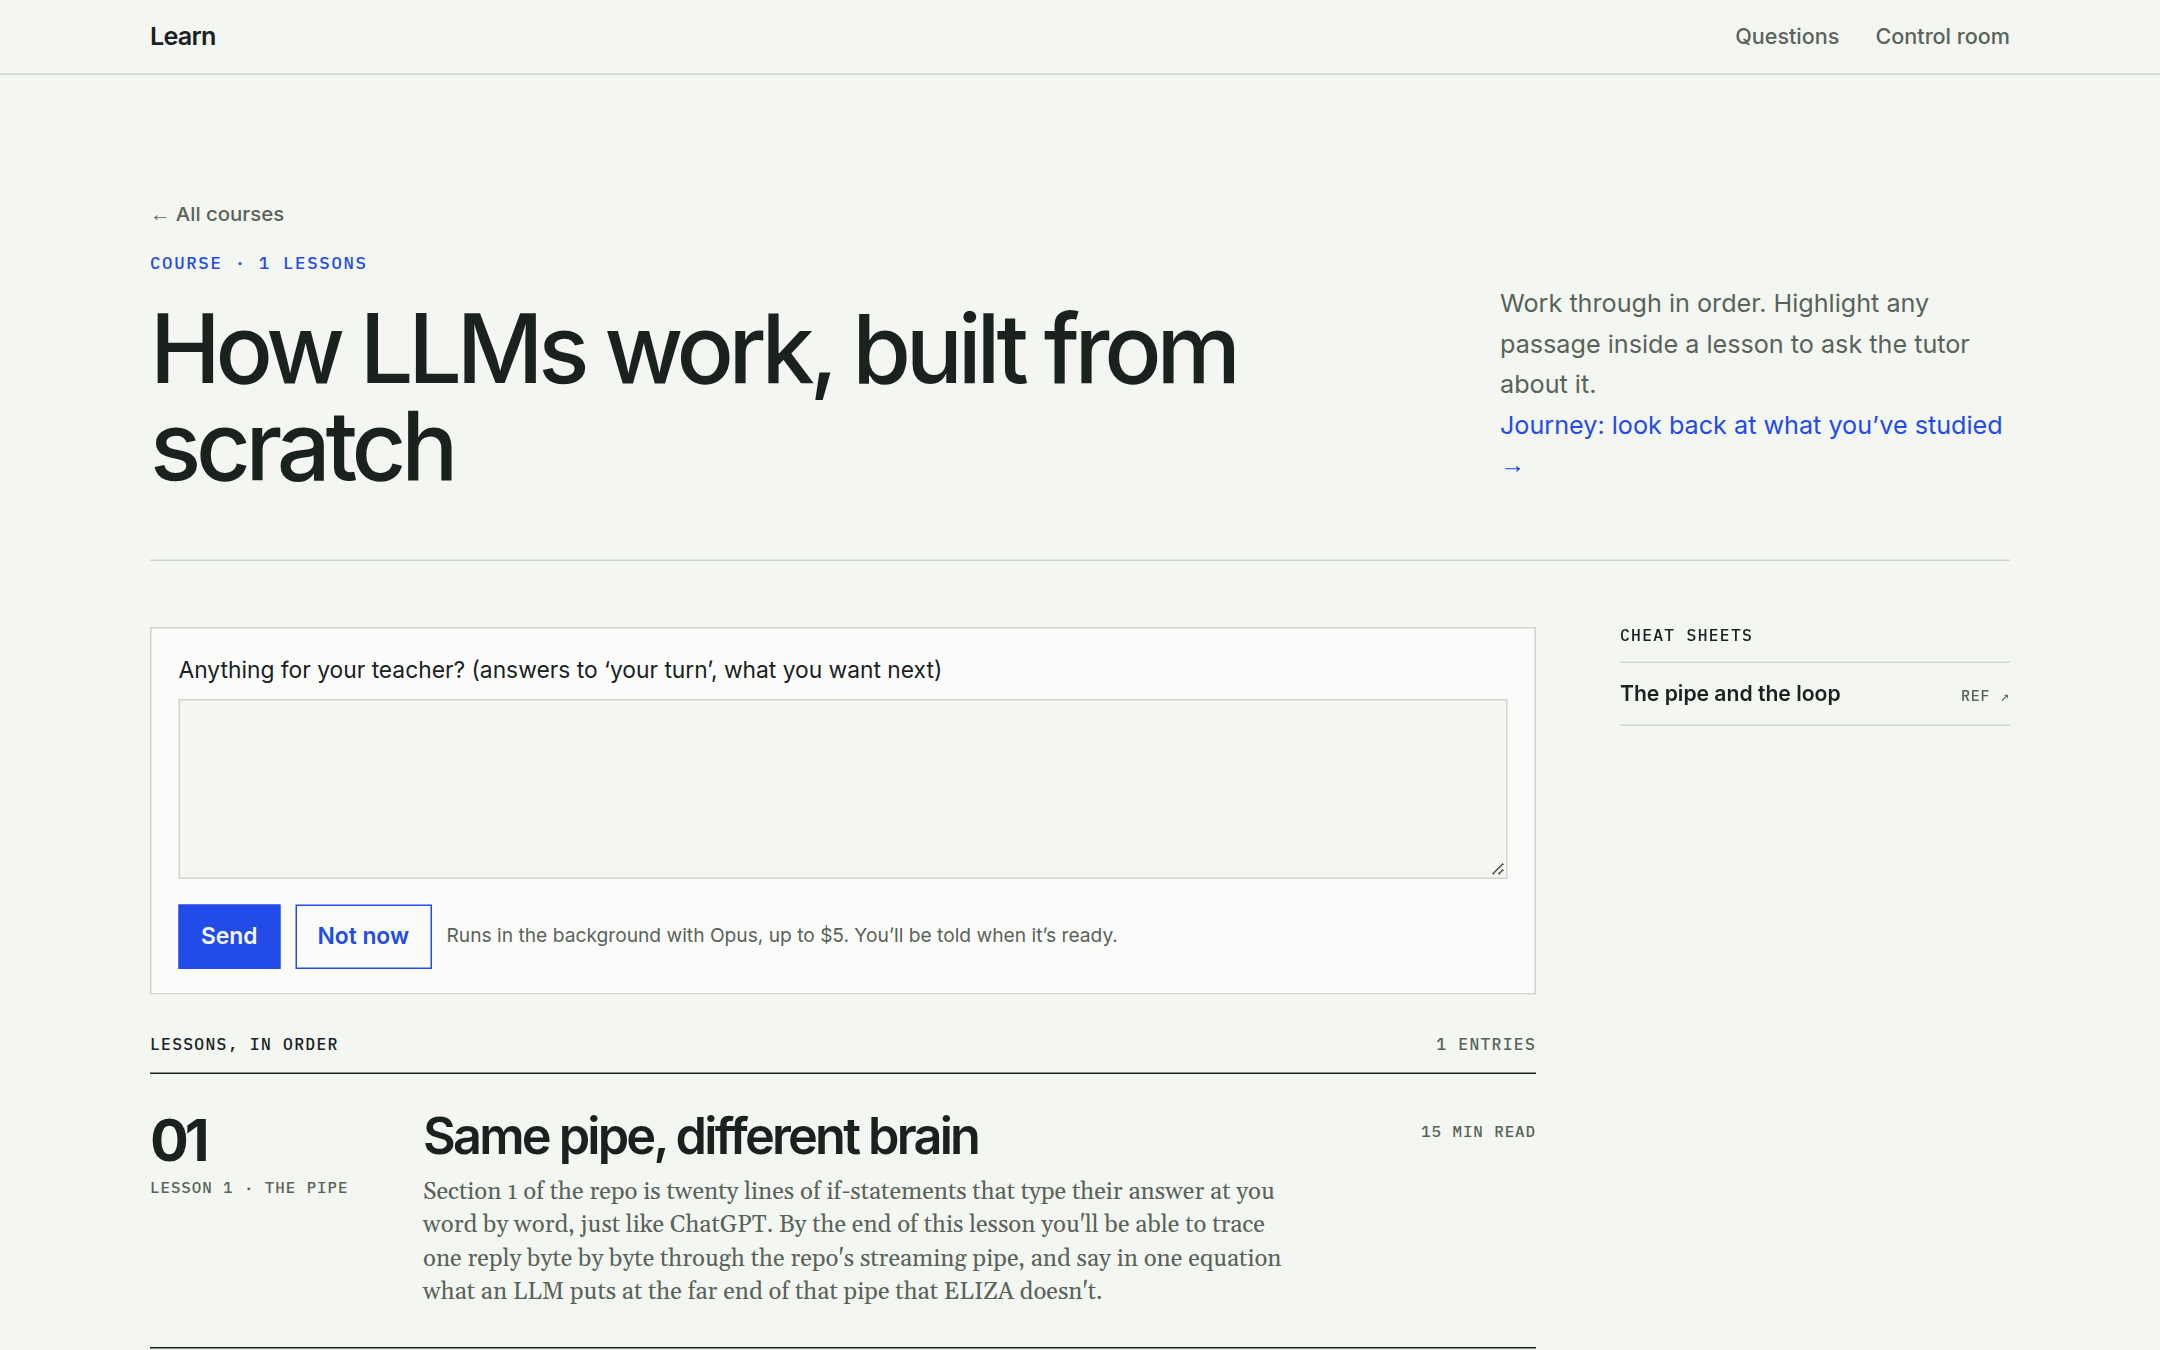 Learn
Questions
Control room
← All courses
COURSE · 1 LESSONS
How LLMs work, built from
scratch
Work through in order. Highlight any
passage inside a lesson to ask the tutor
about it.
Journey: look back at what you’ve studied
→
Anything for your teacher? (answers to ‘your turn’, what you want next)
Send
Not now
Runs in the background with Opus, up to $5. You’ll be told when it’s ready.
CHEAT SHEETS
The pipe and the loop
REF ↗
LESSONS, IN ORDER
1 ENTRIES
01
LESSON 1 · THE PIPE
Same pipe, different brain
15 MIN READ
Section 1 of the repo is twenty lines of if-statements that type their answer at you
word by word, just like ChatGPT. By the end of this lesson you'll be able to trace
one reply byte by byte through the repo's streaming pipe, and say in one equation
what an LLM puts at the far end of that pipe that ELIZA doesn't.